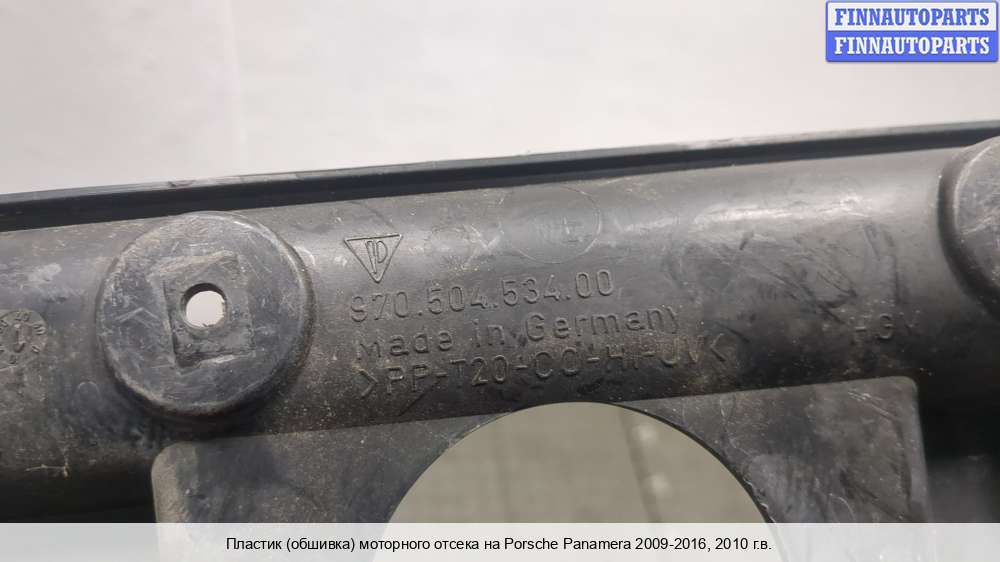 FINNAUTOPARTS
FINNAUTOPARTS
970.504.534.00
Made in Germany
>PP-T20-CO-HI-UV<
Пластик (обшивка) моторного отсека на Porsche Panamera 2009-2016, 2010 г.в.